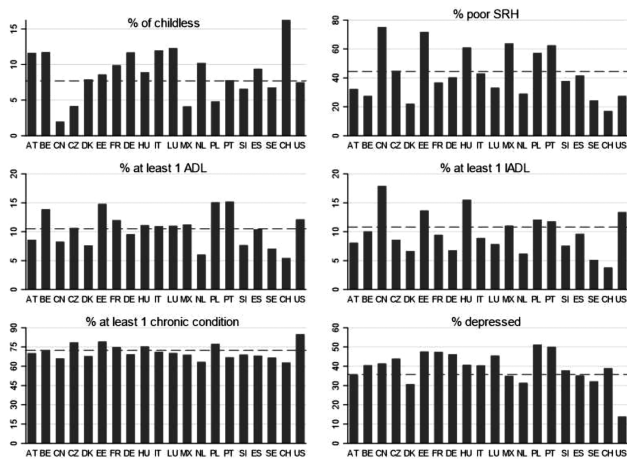 % of childless
15
10
5
0
AT BE CN CZ DK EE FR DE HU IT LU MX NL PL PT SI ES SE CH US
% poor SRH
80
60
40
20
0
AT BE CN CZ DK EE FR DE HU IT LU MX NL PL PT SI ES SE CH US
% at least 1 ADL
20
15
10
5
0
AT BE CN CZ DK EE FR DE HU IT LU MX NL PL PT SI ES SE CH US
% at least 1 IADL
20
15
10
5
0
AT BE CN CZ DK EE FR DE HU IT LU MX NL PL PT SI ES SE CH US
% at least 1 chronic condition
90
75
60
45
30
15
0
AT BE CN CZ DK EE FR DE HU IT LU MX NL PL PT SI ES SE CH US
% depressed
60
50
40
30
20
10
0
AT BE CN CZ DK EE FR DE HU IT LU MX NL PL PT SI ES SE CH US